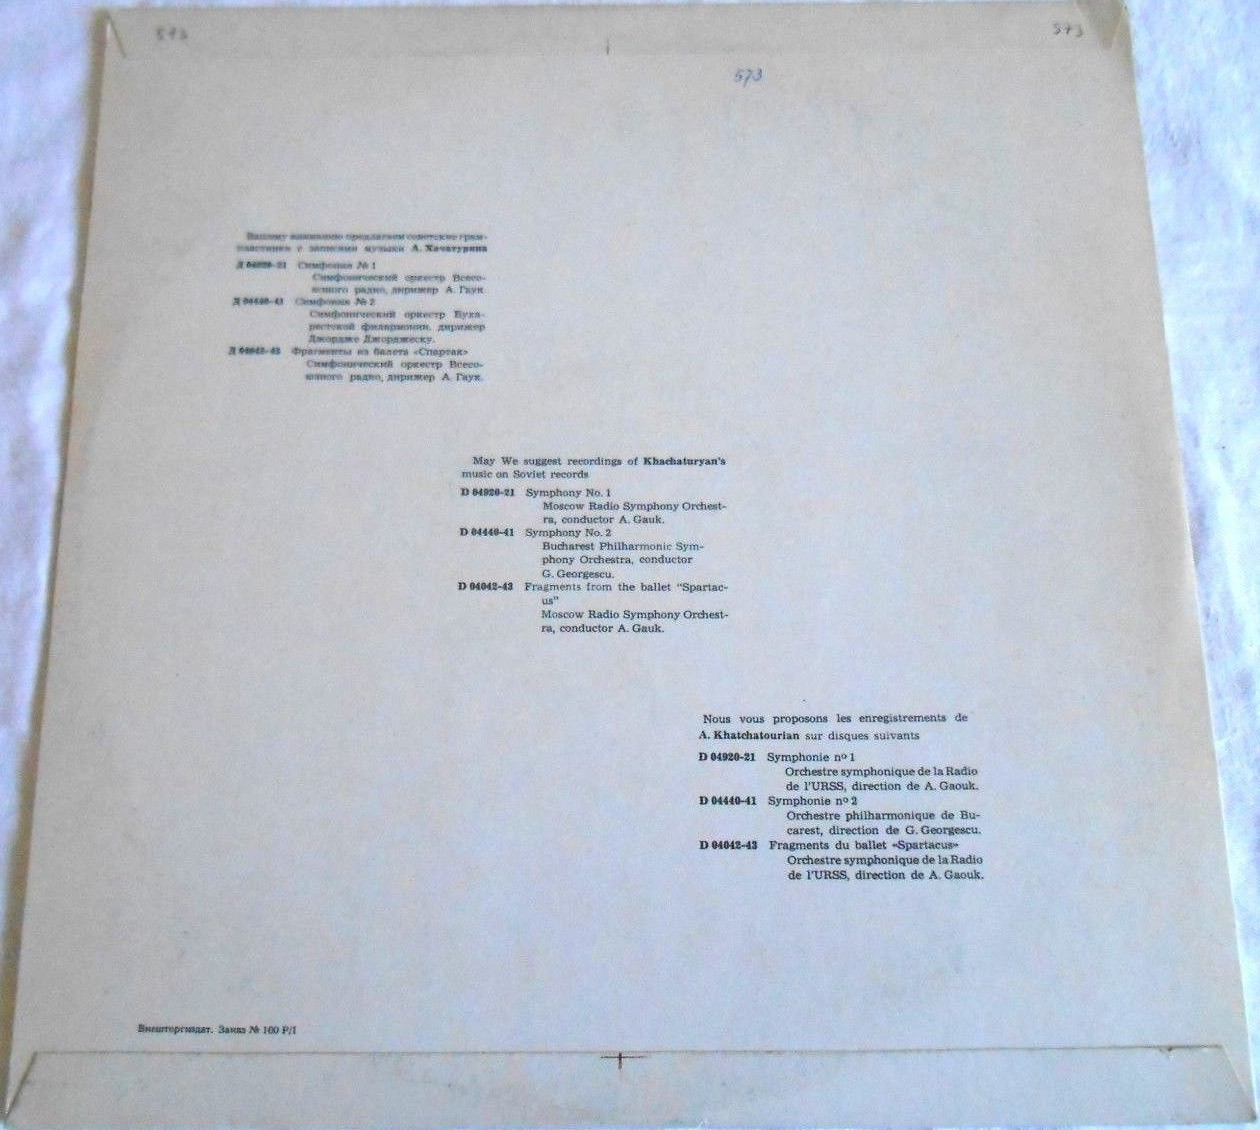 573
573
573
Вашему вниманию предлагаем советские грам-
пластинки с записями музыки А. Хачатуряна
Д 04920-21 Симфония № 1
Симфонический оркестр Всесо-
юзного радио, дирижер А. Гаук.
Д 04440-41 Симфония № 2
Симфонический оркестр Буха-
рестской филармонии, дирижер
Джордже Джорджеску.
Д 04042-43 Фрагменты из балета «Спартак»
Симфонический оркестр Всесо-
юзного радио, дирижер А. Гаук.
May We suggest recordings of Khachaturyan's
music on Soviet records
D 04920-21 Symphony No. 1
Moscow Radio Symphony Orchest-
ra, conductor A. Gauk.
D 04440-41 Symphony No. 2
Bucharest Philharmonic Sym-
phony Orchestra, conductor
G. Georgescu.
D 04042-43 Fragments from the ballet "Spartac-
us"
Moscow Radio Symphony Orchest-
ra, conductor A. Gauk.
Nous vous proposons les enregistrements de
A. Khatchatourian sur disques suivants
D 04920-21 Symphonie nº 1
Orchestre symphonique de la Radio
de l'URSS, direction de A. Gaouk.
D 04440-41 Symphonie nº 2
Orchestre philharmonique de Bu-
carest, direction de G. Georgescu.
D 04042-43 Fragments du ballet «Spartacus»
Orchestre symphonique de la Radio
de l'URSS, direction de A. Gaouk.
Внешторгиздат. Заказ № 160 Р/I